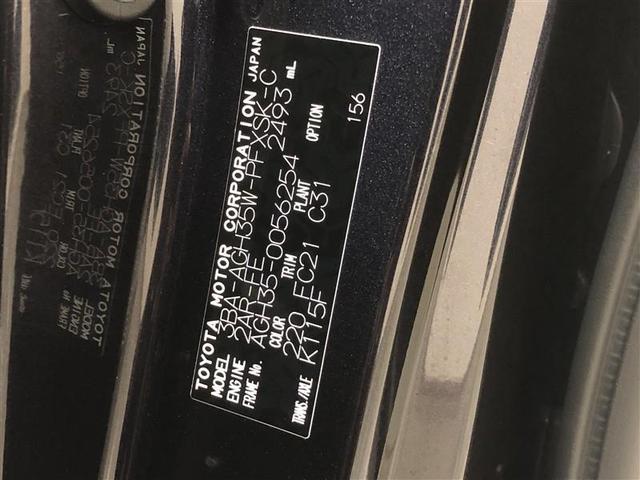 TOYOTA MOTOR CORPORATION JAPAN
MODEL 3BA-AGH35W-PFXSK-C
ENGINE 2AR-FE 2493 mL
FRAME No. AGH35-0056254
COLOR TRIM PLANT OPTION
220 FC21 C31
TRANS./AXLE K115F 156